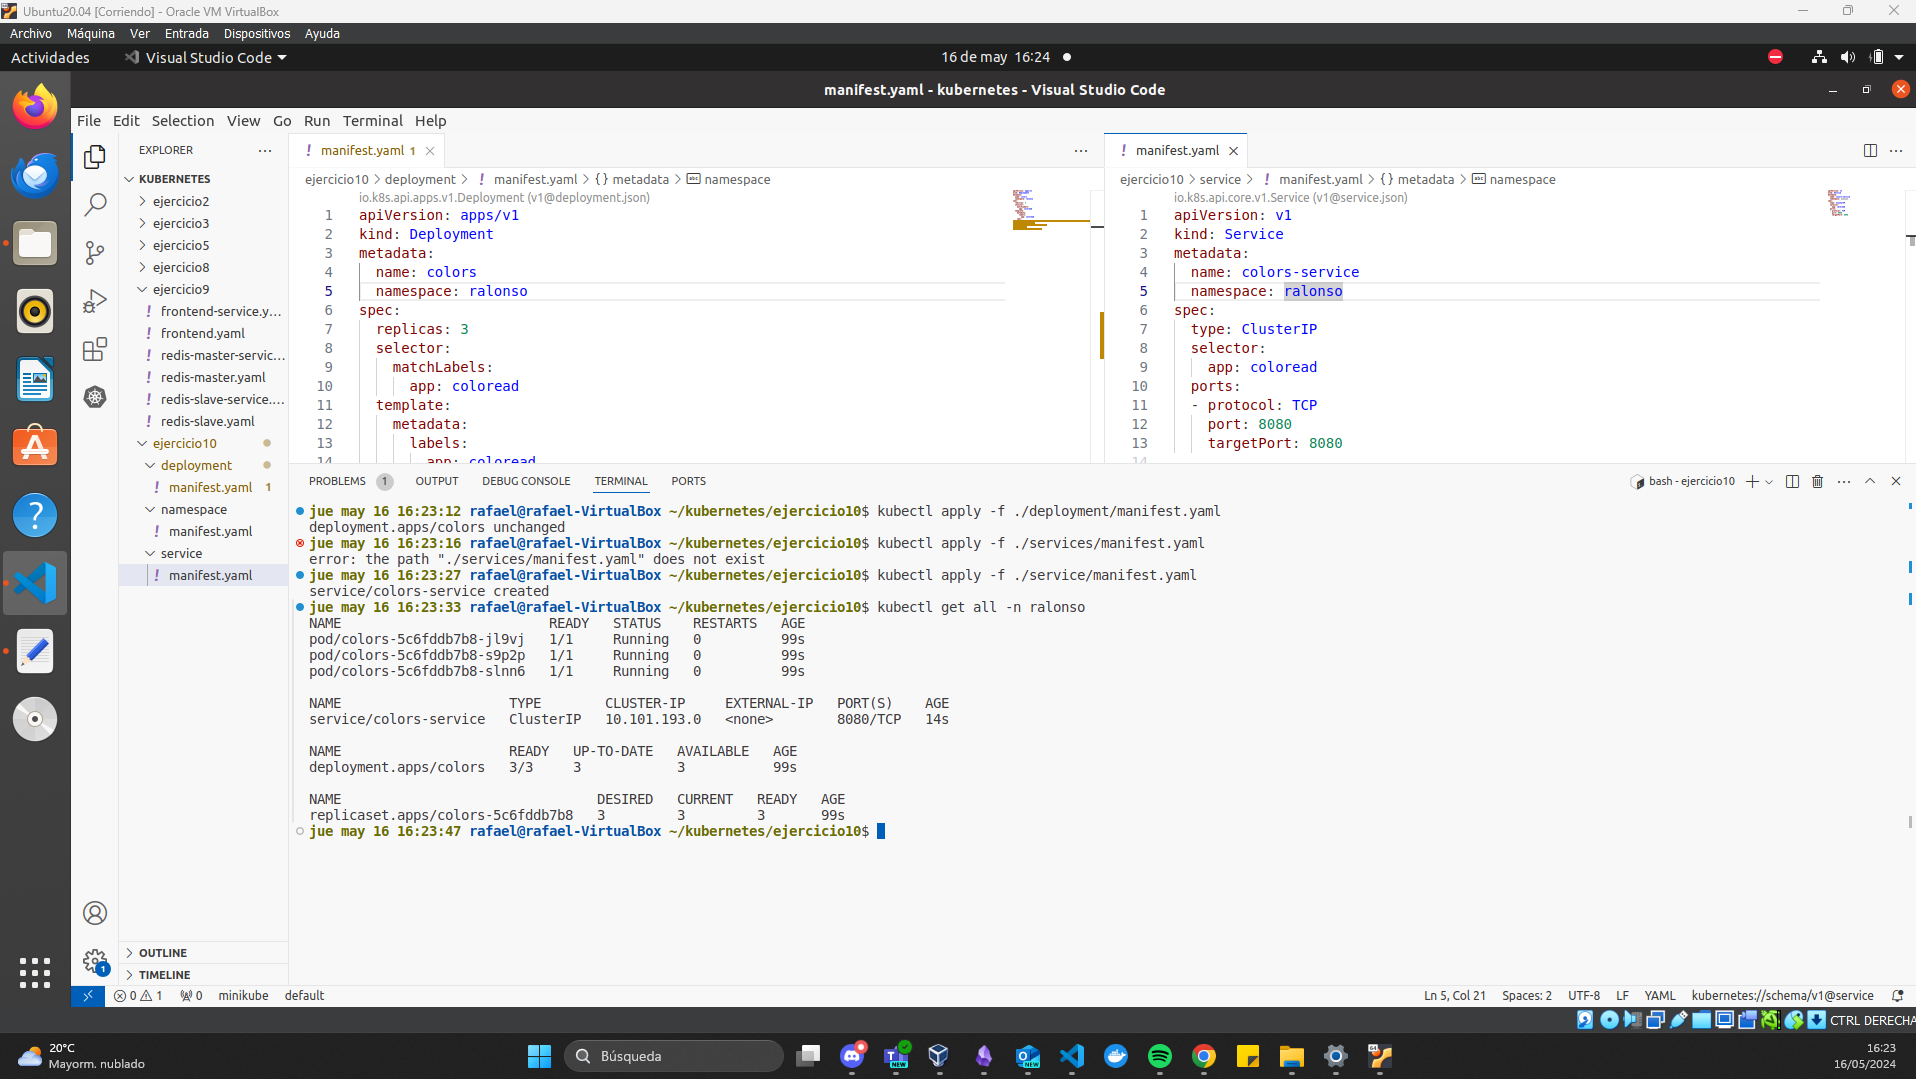 Ubuntu20.04 [Corriendo] - Oracle VM VirtualBox
Archivo Máquina Ver Entrada Dispositivos Ayuda
Actividades Visual Studio Code 16 de may 16:24
manifest.yaml - kubernetes - Visual Studio Code
File Edit Selection View Go Run Terminal Help
EXPLORER
KUBERNETES
ejercicio2
ejercicio3
ejercicio5
ejercicio8
ejercicio9
! frontend-service.y...
! frontend.yaml
! redis-master-servic...
! redis-master.yaml
! redis-slave-service....
! redis-slave.yaml
ejercicio10
deployment
! manifest.yaml 1
namespace
! manifest.yaml
service
! manifest.yaml
OUTLINE
TIMELINE
! manifest.yaml 1
ejercicio10 > deployment > ! manifest.yaml > {} metadata > abc namespace
io.k8s.api.apps.v1.Deployment (v1@deployment.json)
1 apiVersion: apps/v1
2 kind: Deployment
3 metadata:
4 name: colors
5 namespace: ralonso
6 spec:
7 replicas: 3
8 selector:
9 matchLabels:
10 app: coloread
11 template:
12 metadata:
13 labels:
14 app: coloread
! manifest.yaml
ejercicio10 > service > ! manifest.yaml > {} metadata > abc namespace
io.k8s.api.core.v1.Service (v1@service.json)
1 apiVersion: v1
2 kind: Service
3 metadata:
4 name: colors-service
5 namespace: ralonso
6 spec:
7 type: ClusterIP
8 selector:
9 app: coloread
10 ports:
11 - protocol: TCP
12 port: 8080
13 targetPort: 8080
14
PROBLEMS 1 OUTPUT DEBUG CONSOLE TERMINAL PORTS
bash - ejercicio10
jue may 16 16:23:12 rafael@rafael-VirtualBox ~/kubernetes/ejercicio10$ kubectl apply -f ./deployment/manifest.yaml
deployment.apps/colors unchanged
jue may 16 16:23:16 rafael@rafael-VirtualBox ~/kubernetes/ejercicio10$ kubectl apply -f ./services/manifest.yaml
error: the path "./services/manifest.yaml" does not exist
jue may 16 16:23:27 rafael@rafael-VirtualBox ~/kubernetes/ejercicio10$ kubectl apply -f ./service/manifest.yaml
service/colors-service created
jue may 16 16:23:33 rafael@rafael-VirtualBox ~/kubernetes/ejercicio10$ kubectl get all -n ralonso
NAME READY STATUS RESTARTS AGE
pod/colors-5c6fddb7b8-jl9vj 1/1 Running 0 99s
pod/colors-5c6fddb7b8-s9p2p 1/1 Running 0 99s
pod/colors-5c6fddb7b8-slnn6 1/1 Running 0 99s
NAME TYPE CLUSTER-IP EXTERNAL-IP PORT(S) AGE
service/colors-service ClusterIP 10.101.193.0 <none> 8080/TCP 14s
NAME READY UP-TO-DATE AVAILABLE AGE
deployment.apps/colors 3/3 3 3 99s
NAME DESIRED CURRENT READY AGE
replicaset.apps/colors-5c6fddb7b8 3 3 3 99s
jue may 16 16:23:47 rafael@rafael-VirtualBox ~/kubernetes/ejercicio10$
1
0 1 0 minikube default
Ln 5, Col 21 Spaces: 2 UTF-8 LF YAML kubernetes://schema/v1@service
CTRL DERECHA
20°C
Mayorm. nublado
Búsqueda
NEW
NEW
16:23
16/05/2024